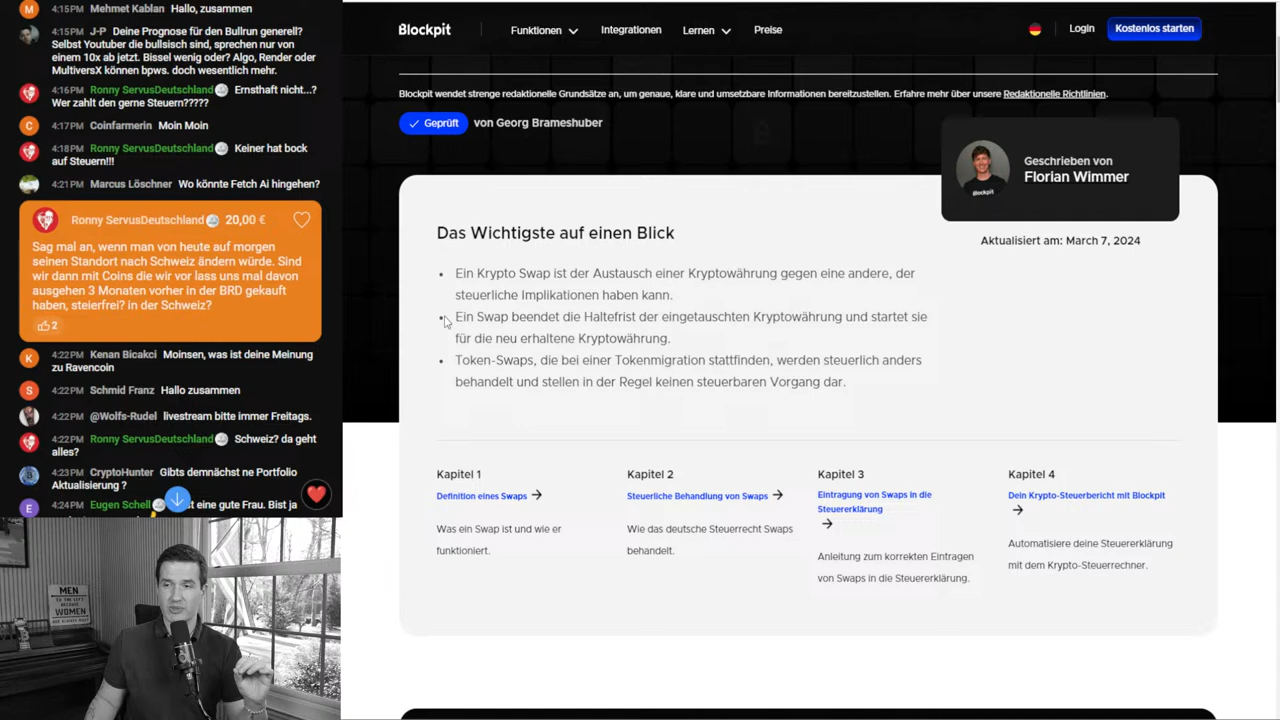 4:15PM Mehmet Kablan Hallo, zusammen
4:15PM J-P Deine Prognose für den Bullrun generell?
Selbst Youtuber die bullsisch sind, sprechen nur von
einem 10x ab jetzt. Bissel wenig oder? Algo, Render oder
MultiversX können bpws. doch wesentlich mehr.
4:16PM Ronny ServusDeutschland Ernsthaft nicht...?
Wer zahlt den gerne Steuern?????
4:17PM Coinfarmerin Moin Moin
4:18PM Ronny ServusDeutschland Keiner hat bock
auf Steuern!!!
4:21PM Marcus Löschner Wo könnte Fetch Ai hingehen?
Ronny ServusDeutschland 20,00 €
Sag mal an, wenn man von heute auf morgen
seinen Standort nach Schweiz ändern würde. Sind
wir dann mit Coins die wir vor lass uns mal davon
ausgehen 3 Monaten vorher in der BRD gekauft
haben, steierfrei? in der Schweiz?
2
4:22PM Kenan Bicakci Moinsen, was ist deine Meinung
zu Ravencoin
4:22PM Schmid Franz Hallo zusammen
4:22PM @Wolfs-Rudel livestream bitte immer Freitags.
4:22PM Ronny ServusDeutschland Schweiz? da geht
alles?
4:23PM CryptoHunter Gibts demnächst ne Portfolio
Aktualisierung ?
4:24PM Eugen Schell st eine gute Frau. Bist ja
MEN
TO THE LEFT
BECAUSE
WOMEN
ARE ALWAYS RIGHT
Blockpit
Funktionen
Integrationen
Lernen
Preise
Login
Kostenlos starten
Blockpit wendet strenge redaktionelle Grundsätze an, um genaue, klare und umsetzbare Informationen bereitzustellen. Erfahre mehr über unsere Redaktionelle Richtlinien.
Geprüft von Georg Brameshuber
Blockpit
Geschrieben von
Florian Wimmer
Aktualisiert am: March 7, 2024
Das Wichtigste auf einen Blick
• Ein Krypto Swap ist der Austausch einer Kryptowährung gegen eine andere, der
steuerliche Implikationen haben kann.
• Ein Swap beendet die Haltefrist der eingetauschten Kryptowährung und startet sie
für die neu erhaltene Kryptowährung.
• Token-Swaps, die bei einer Tokenmigration stattfinden, werden steuerlich anders
behandelt und stellen in der Regel keinen steuerbaren Vorgang dar.
Kapitel 1
Definition eines Swaps →
Was ein Swap ist und wie er
funktioniert.
Kapitel 2
Steuerliche Behandlung von Swaps →
Wie das deutsche Steuerrecht Swaps
behandelt.
Kapitel 3
Eintragung von Swaps in die
Steuererklärung
→
Anleitung zum korrekten Eintragen
von Swaps in die Steuererklärung.
Kapitel 4
Dein Krypto-Steuerbericht mit Blockpit
→
Automatisiere deine Steuererklärung
mit dem Krypto-Steuerrechner.